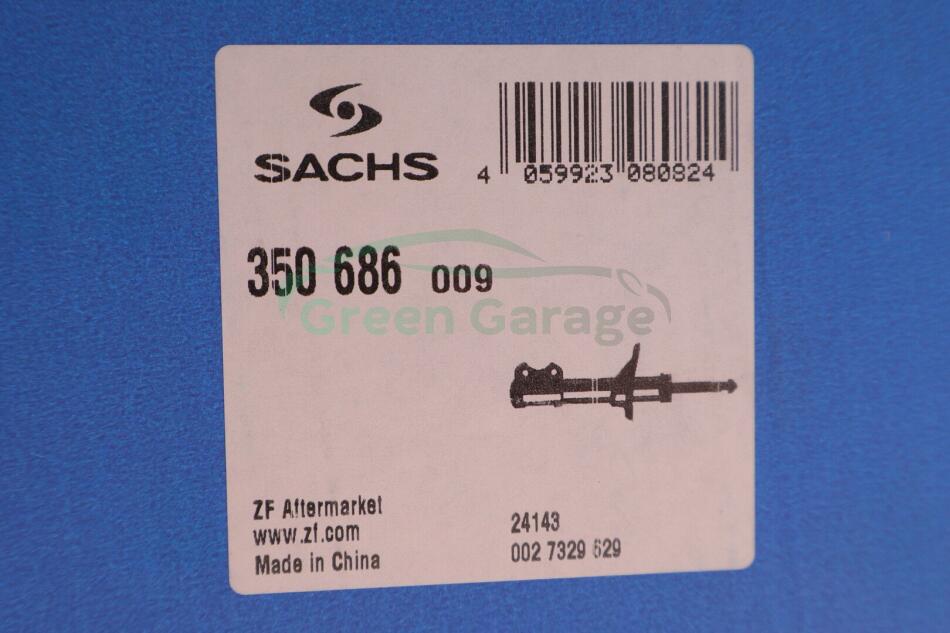 SACHS
4 059923 080824
350 686 009
Green Garage
ZF Aftermarket
www.zf.com
Made in China
24143
002 7329 629